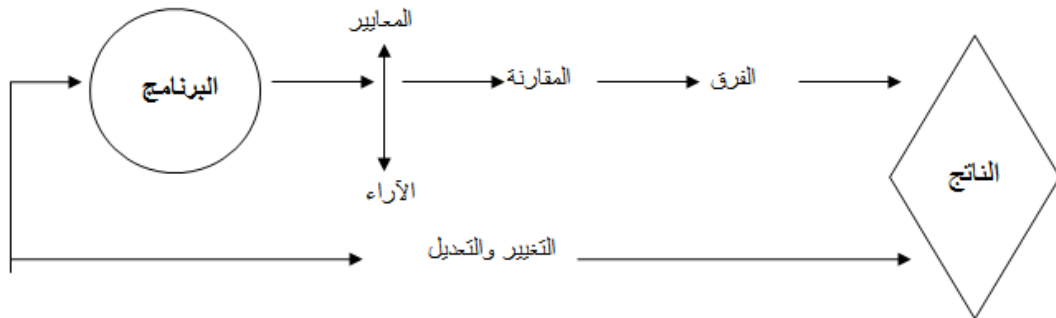 المعايير
البرنامج
المقارنة
الفرق
الناتج
الآراء
التغيير والتعديل